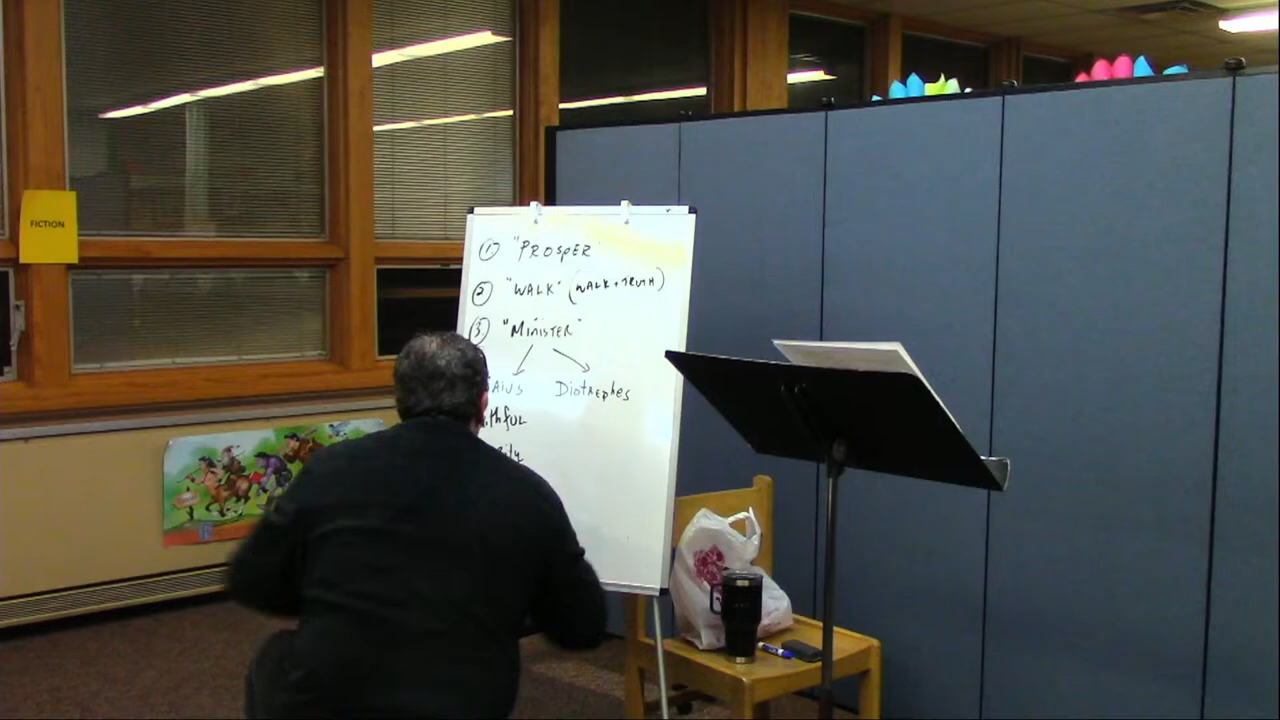 FICTION
① "PROSPER"
② "WALK" (WALK + TRUTH)
③ "MINISTER"
Diotrephes